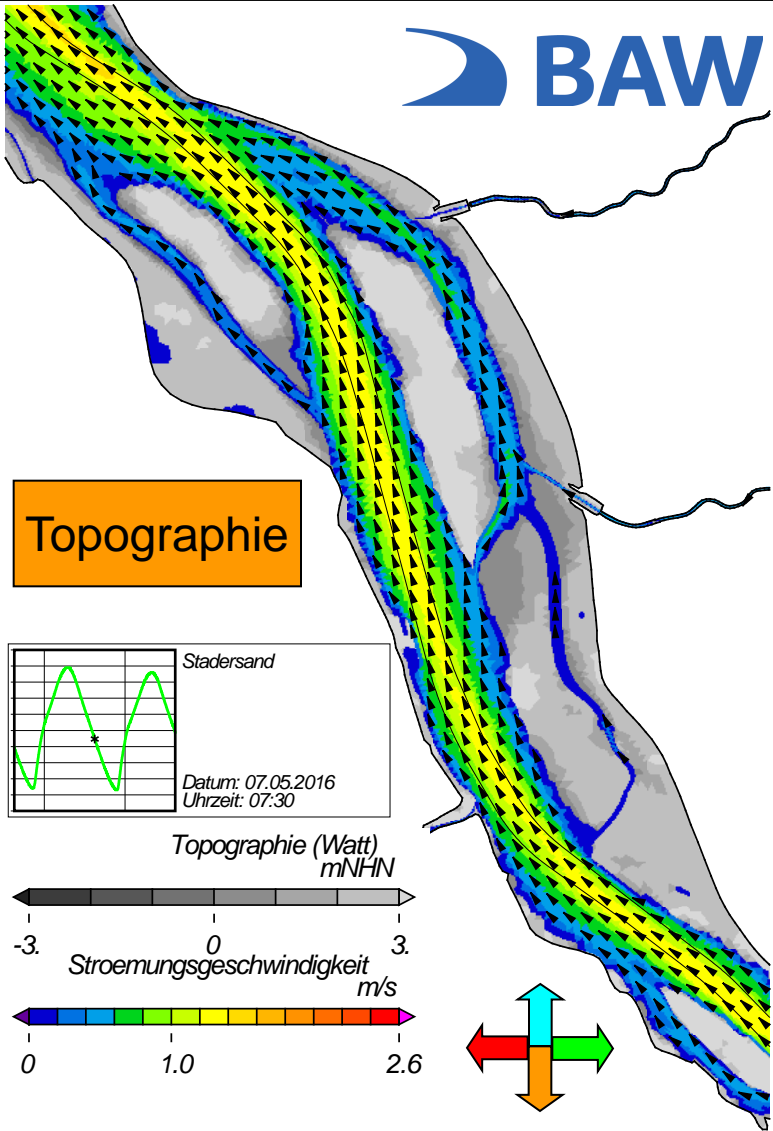 BAW
Topographie
Stadersand
Datum: 07.05.2016
Uhrzeit: 07:30
Topographie (Watt)
mNHN
-3. 0 3.
Stroemungsgeschwindigkeit
m/s
0 1.0 2.6